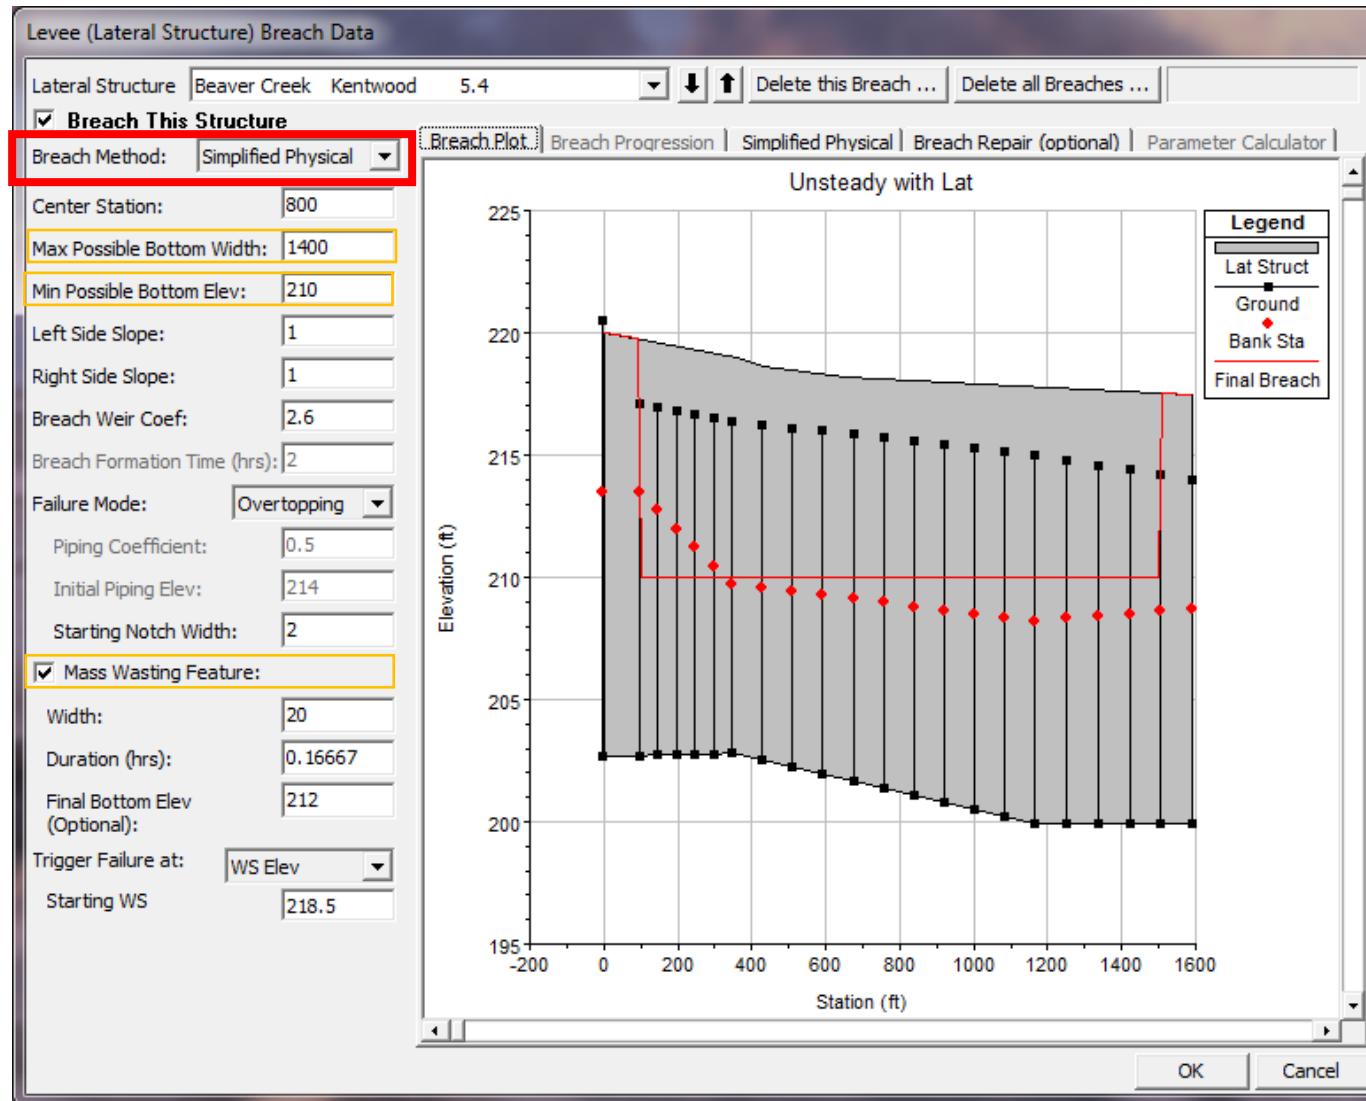 Levee (Lateral Structure) Breach Data
Lateral Structure Beaver Creek Kentwood 5.4 Delete this Breach ... Delete all Breaches ...
Breach This Structure
Breach Method: Simplified Physical
Center Station: 800
Max Possible Bottom Width: 1400
Min Possible Bottom Elev: 210
Left Side Slope: 1
Right Side Slope: 1
Breach Weir Coef: 2.6
Breach Formation Time (hrs): 2
Failure Mode: Overtopping
Piping Coefficient: 0.5
Initial Piping Elev: 214
Starting Notch Width: 2
Mass Wasting Feature:
Width: 20
Duration (hrs): 0.16667
Final Bottom Elev 212
(Optional):
Trigger Failure at: WS Elev
Starting WS 218.5
Breach Plot Breach Progression Simplified Physical Breach Repair (optional) Parameter Calculator
Unsteady with Lat
225
220
215
210
205
200
195
Elevation (ft)
-200 0 200 400 600 800 1000 1200 1400 1600
Station (ft)
Legend
Lat Struct
Ground
Bank Sta
Final Breach
OK Cancel